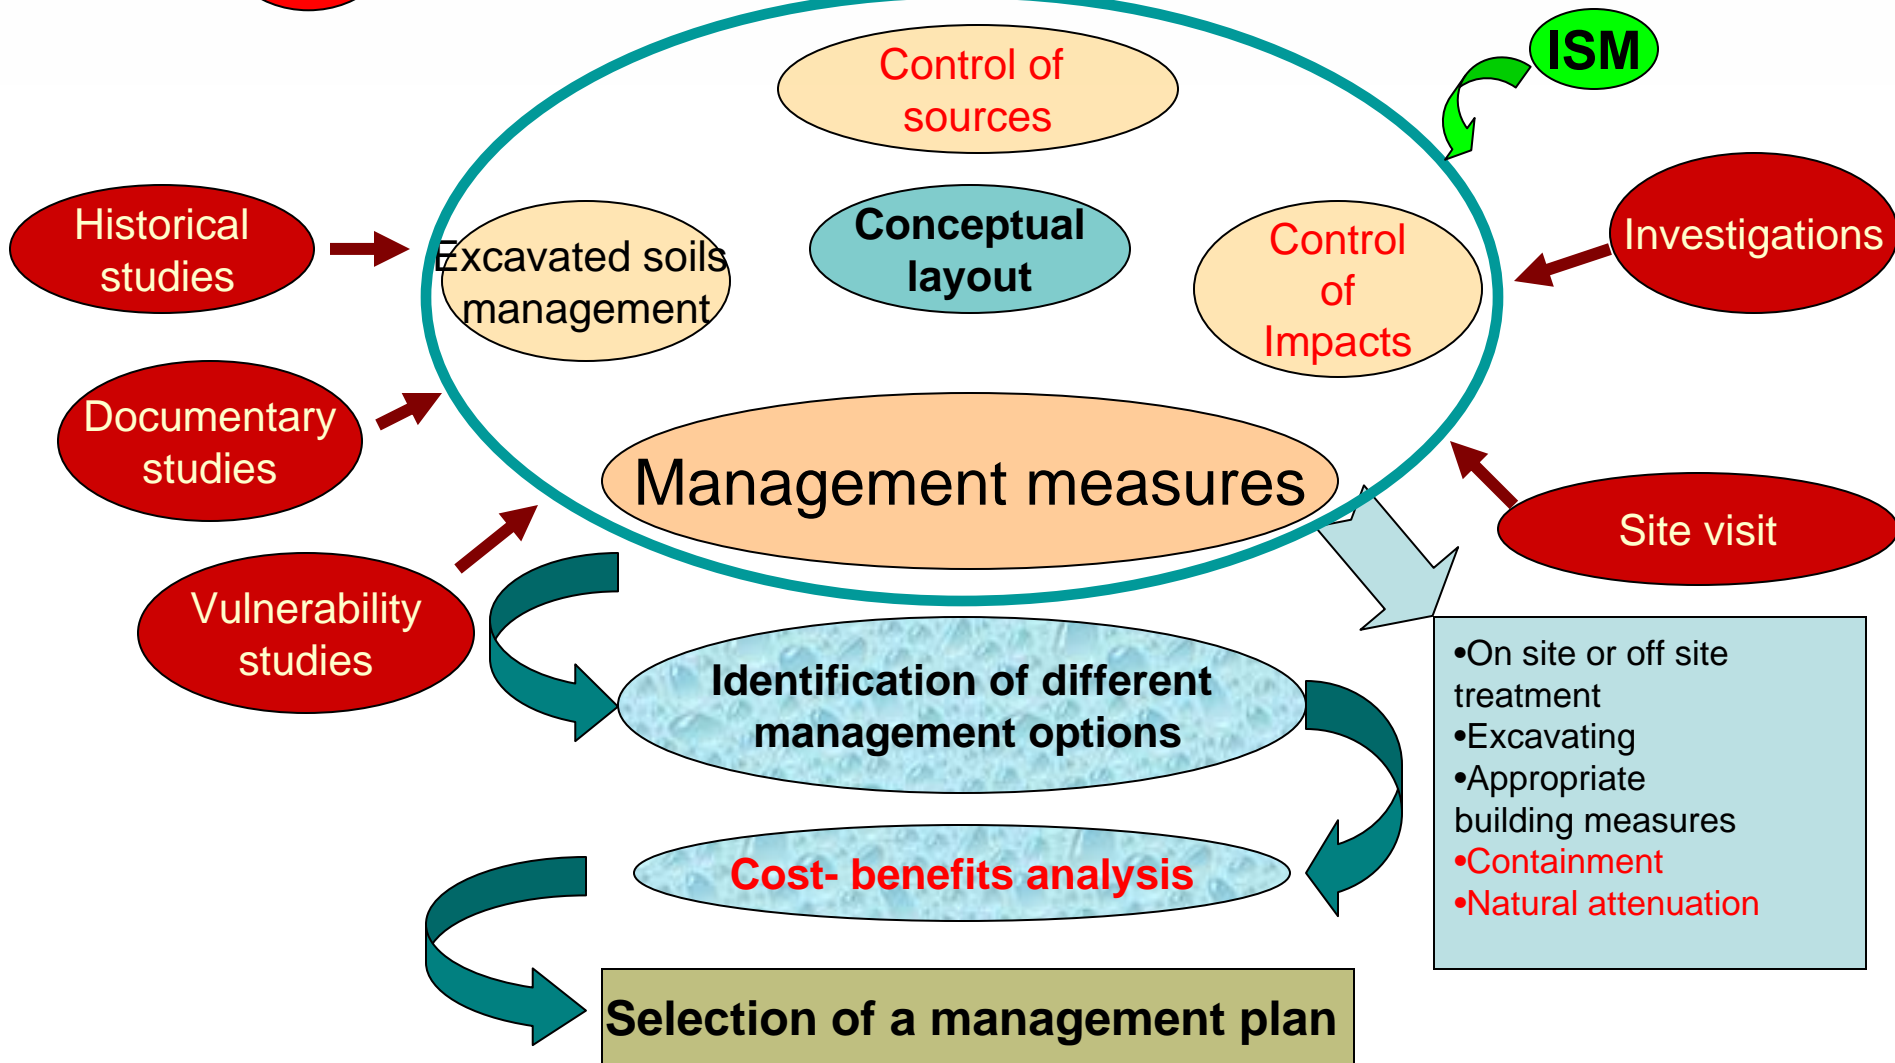 Control of
sources
ISM
Historical
studies
Excavated soils
management
Conceptual
layout
Control
of
Impacts
Investigations
Documentary
studies
Management measures
Site visit
Vulnerability
studies
Identification of different
management options
•On site or off site
treatment
•Excavating
•Appropriate
building measures
•Containment
•Natural attenuation
Cost- benefits analysis
Selection of a management plan